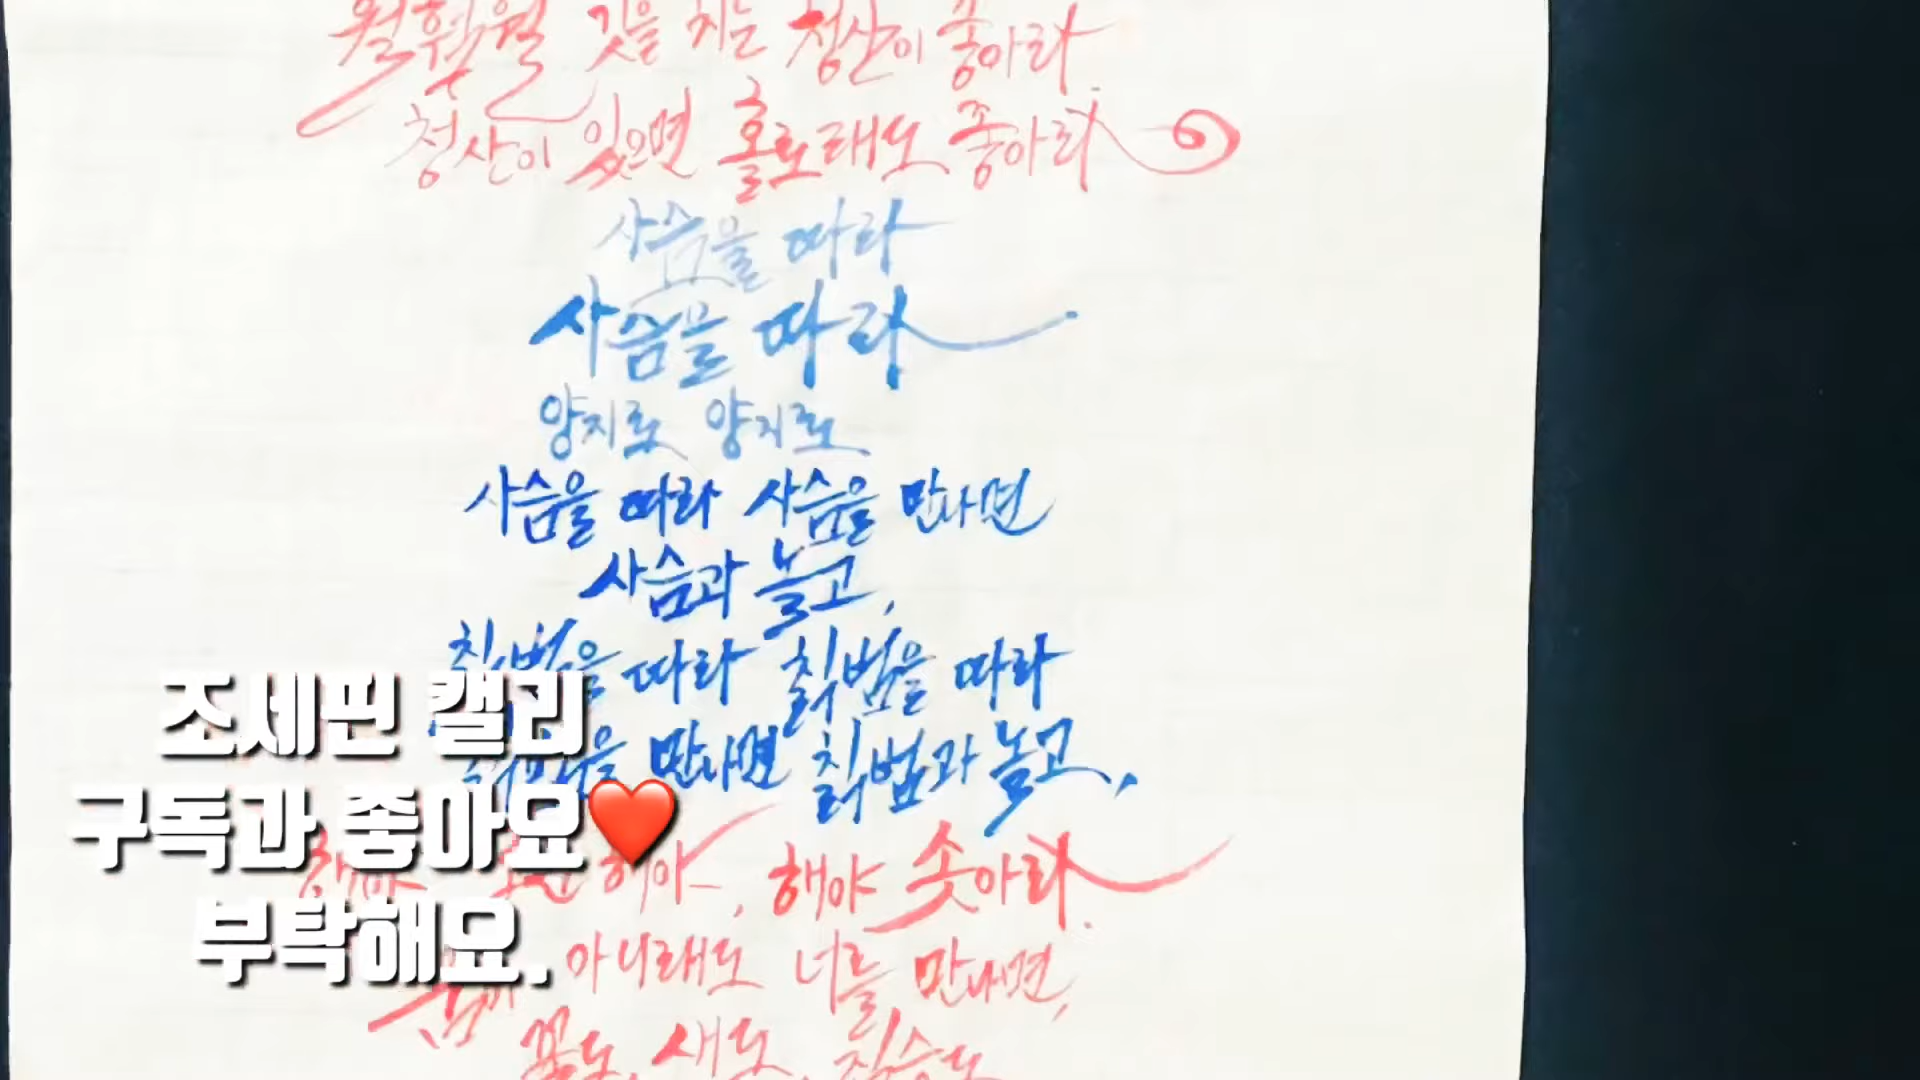 훨훨훨 깃을 치는 청산이 좋아라.
청산이 있으면 홀로래도 좋아라
사슴을 따라
사슴을 따라
양지로 양지로
사슴을 따라 사슴을 만나면
사슴과 놀고,
칡범을 따라 칡범을 따라
칡범을 만나면 칡범과 놀고,
해야, 고운 해야, 해야 솟아라.
꿈이 아니래도 너를 만나면,
꽃도, 새도, 짐승도
조세핀 캘리
구독과 좋아요❤️
부탁해요.